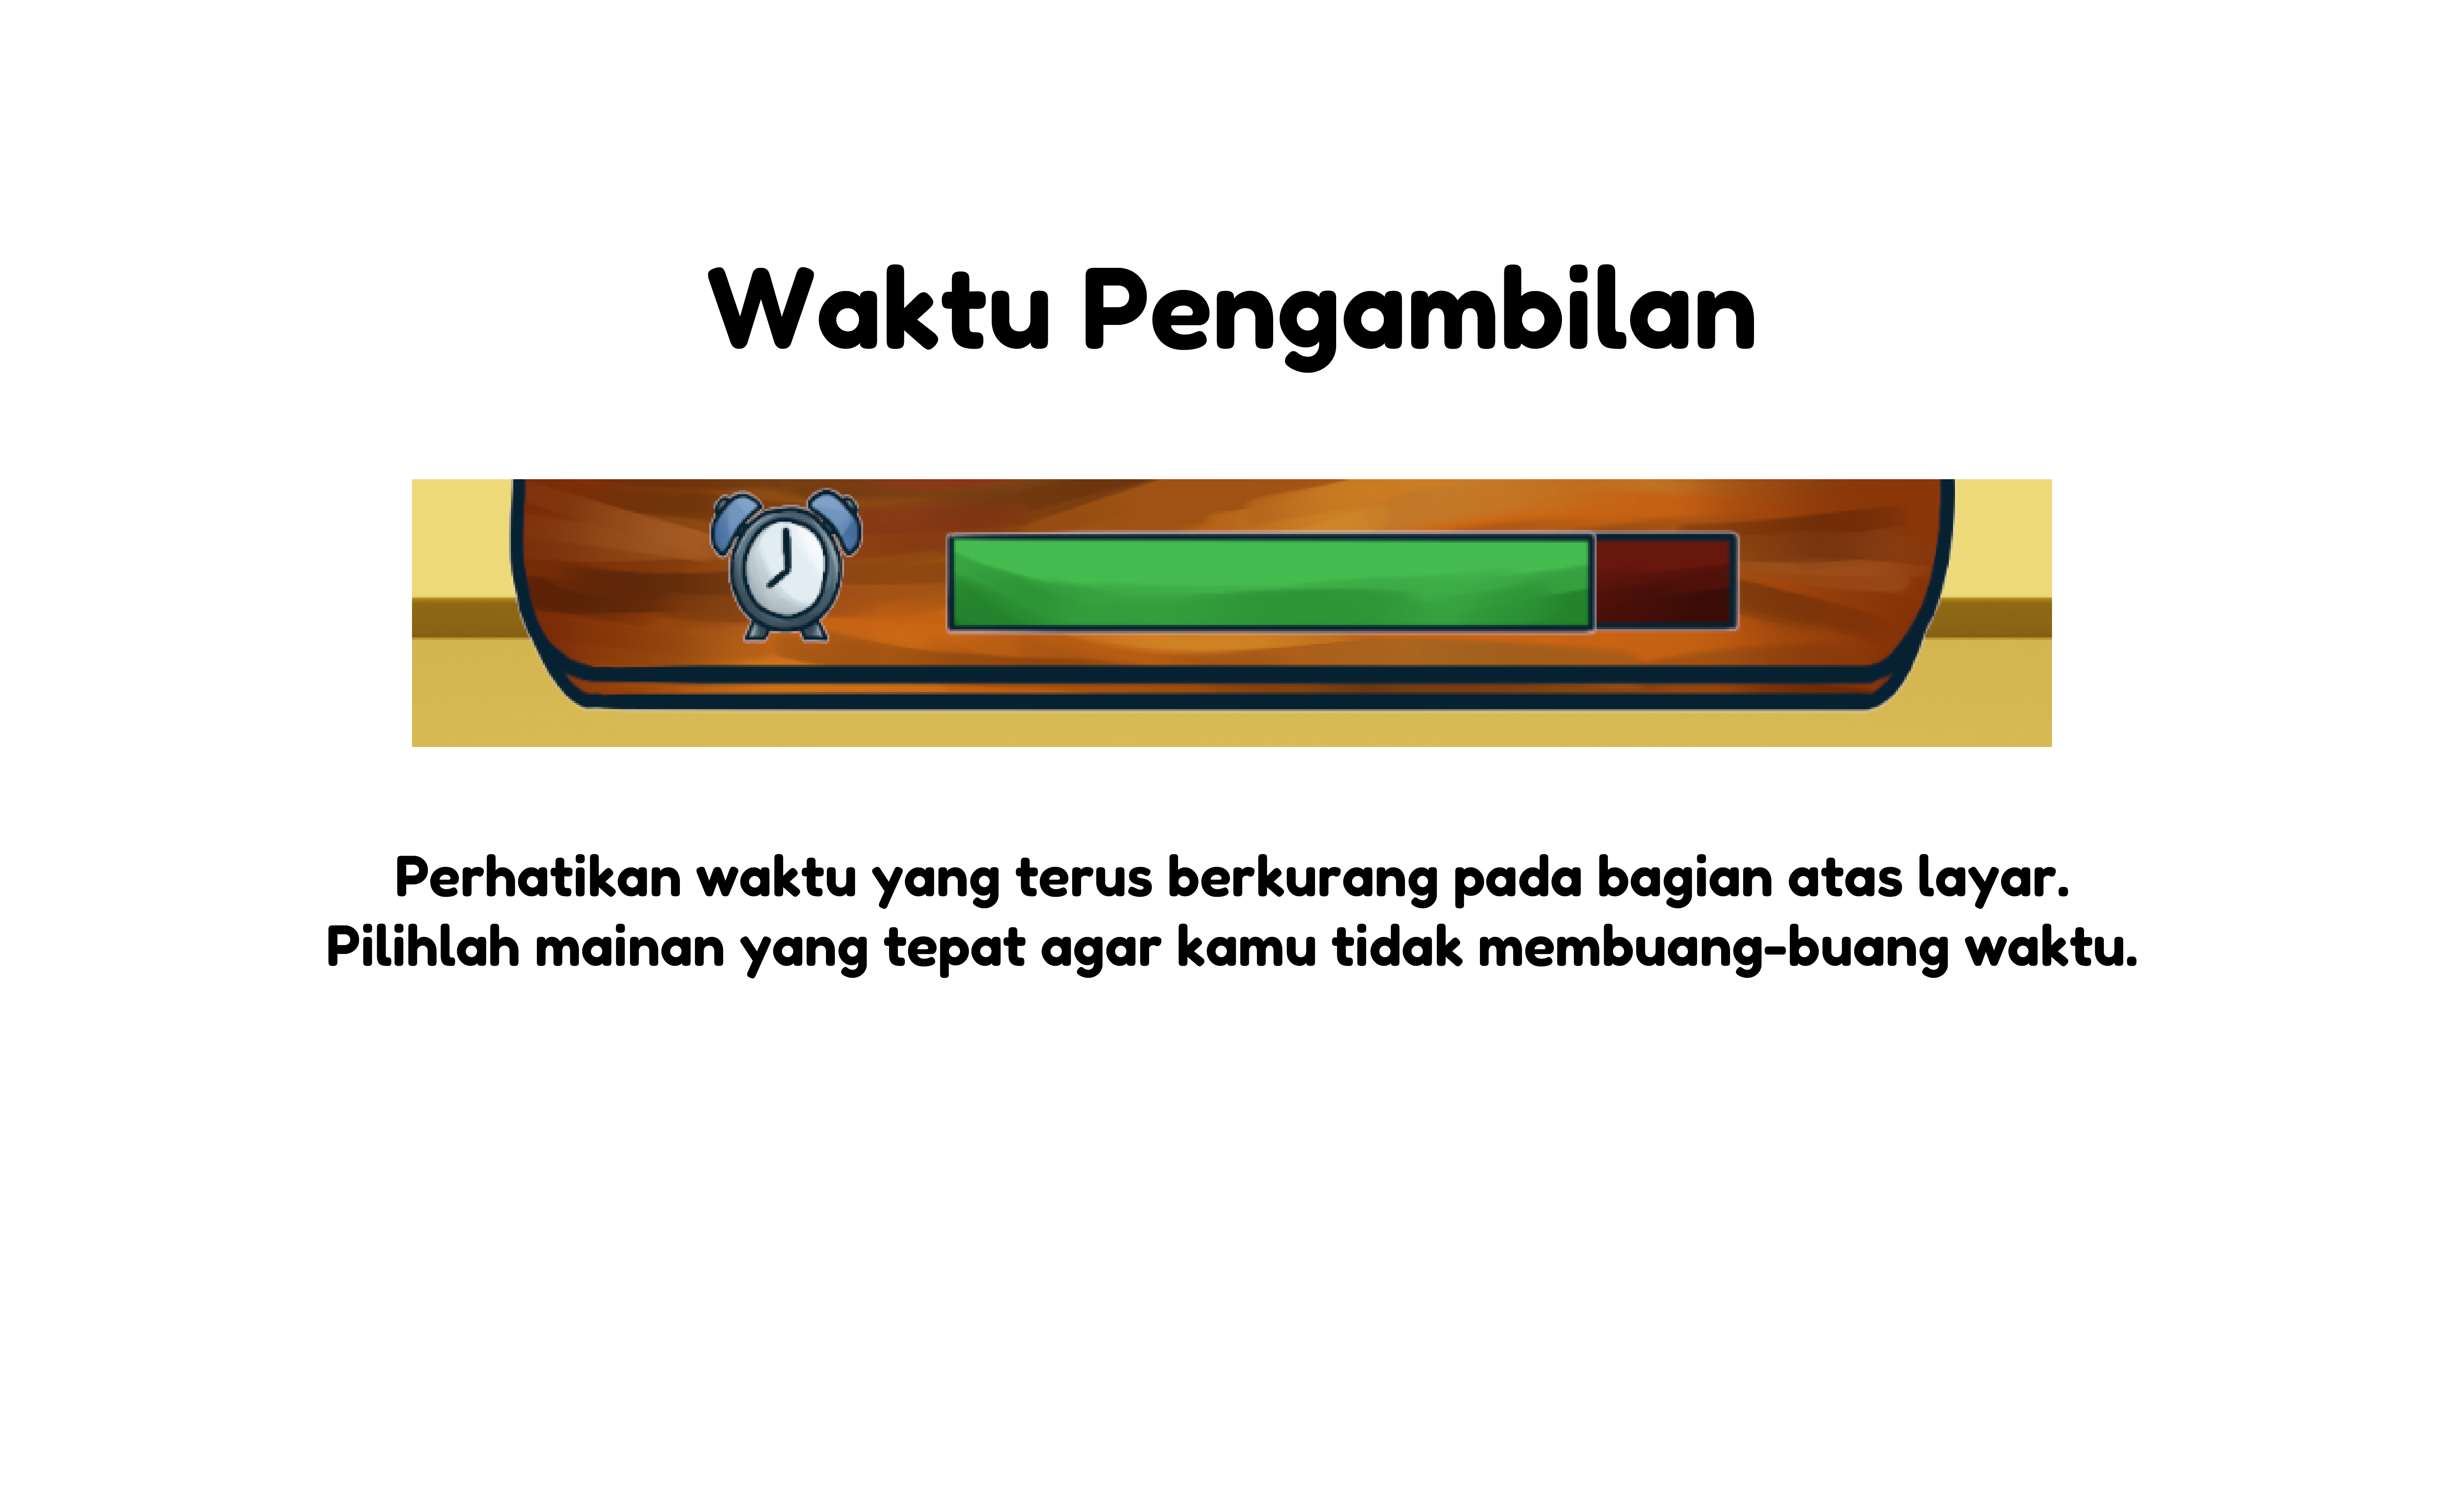 Waktu Pengambilan
Perhatikan waktu yang terus berkurang pada bagian atas layar.
Pilihlah mainan yang tepat agar kamu tidak membuang-buang waktu.